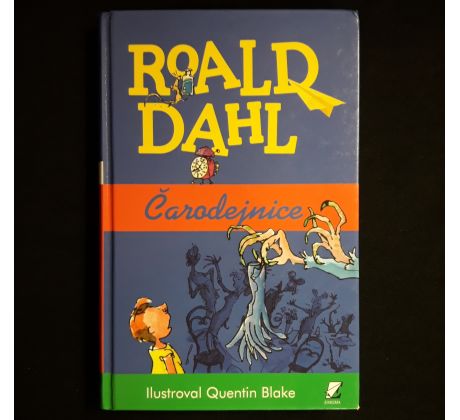 ROALD
DAHL
Čarodejnice
Ilustroval Quentin Blake